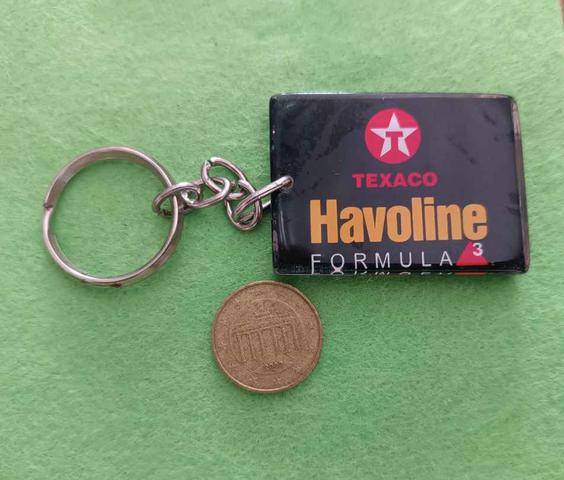 T
TEXACO
Havoline
FORMULA 3